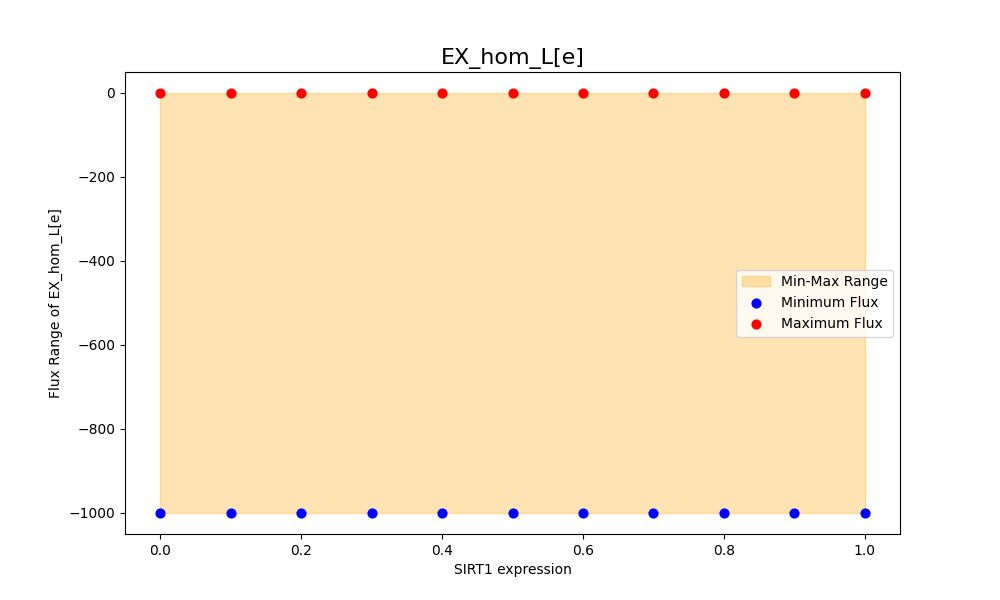 EX_hom_L[e]
Flux Range of EX_hom_L[e]
0
−200
−400
−600
−800
−1000
Min-Max Range
Minimum Flux
Maximum Flux
0.0
0.2
0.4
0.6
0.8
1.0
SIRT1 expression